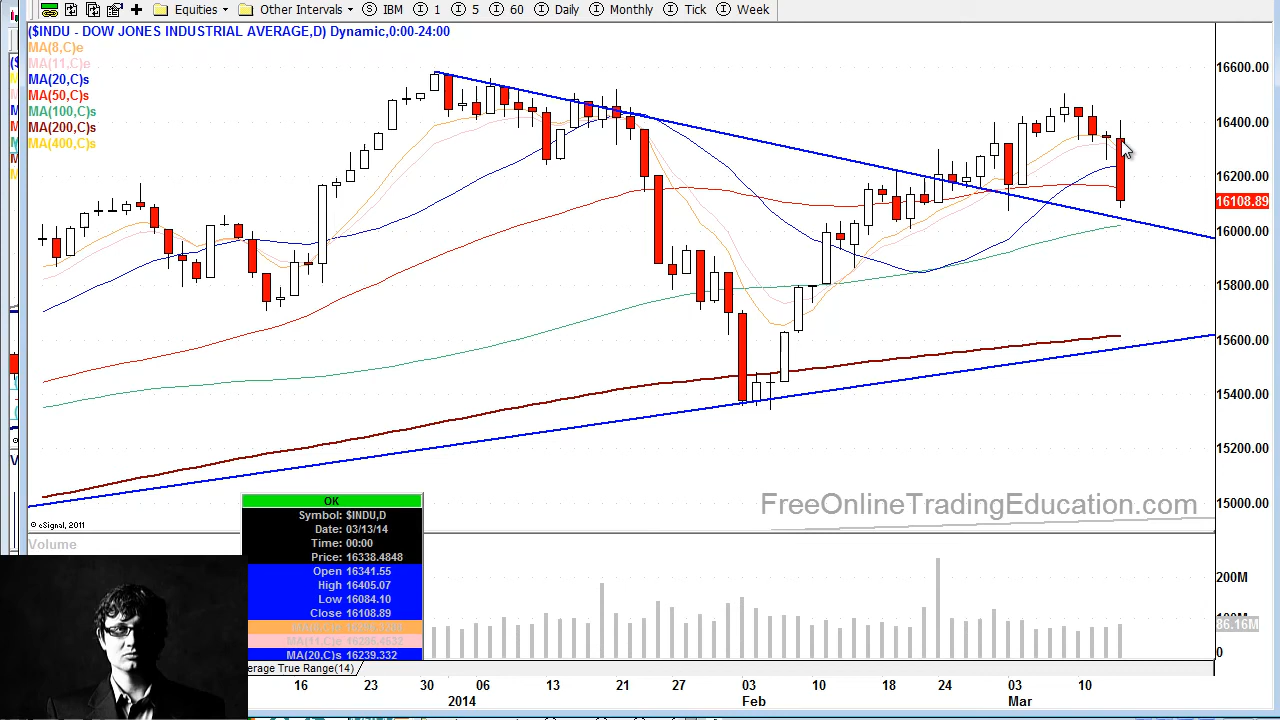 Equities
Other Intervals
IBM
1
5
60
Daily
Monthly
Tick
Week
($INDU - DOW JONES INDUSTRIAL AVERAGE,D) Dynamic,0:00-24:00
MA(8,C)e
MA(11,C)e
MA(20,C)s
MA(50,C)s
MA(100,C)s
MA(200,C)s
MA(400,C)s
16600.00
16400.00
16200.00
16108.89
16000.00
15800.00
15600.00
15400.00
15200.00
15000.00
FreeOnlineTradingEducation.com
© eSignal, 2011
Volume
OK
Symbol: $INDU,D
Date: 03/13/14
Time: 00:00
Price: 16338.4848
Open 16341.55
High 16405.07
Low 16084.10
Close 16108.89
MA(11,C)e 16286.4632
MA(20,C)s 16239.332
200M
86.16M
0
erage True Range(14)
16 23 30 06 13 21 27 03 10 18 24 03 10
2014 Feb Mar